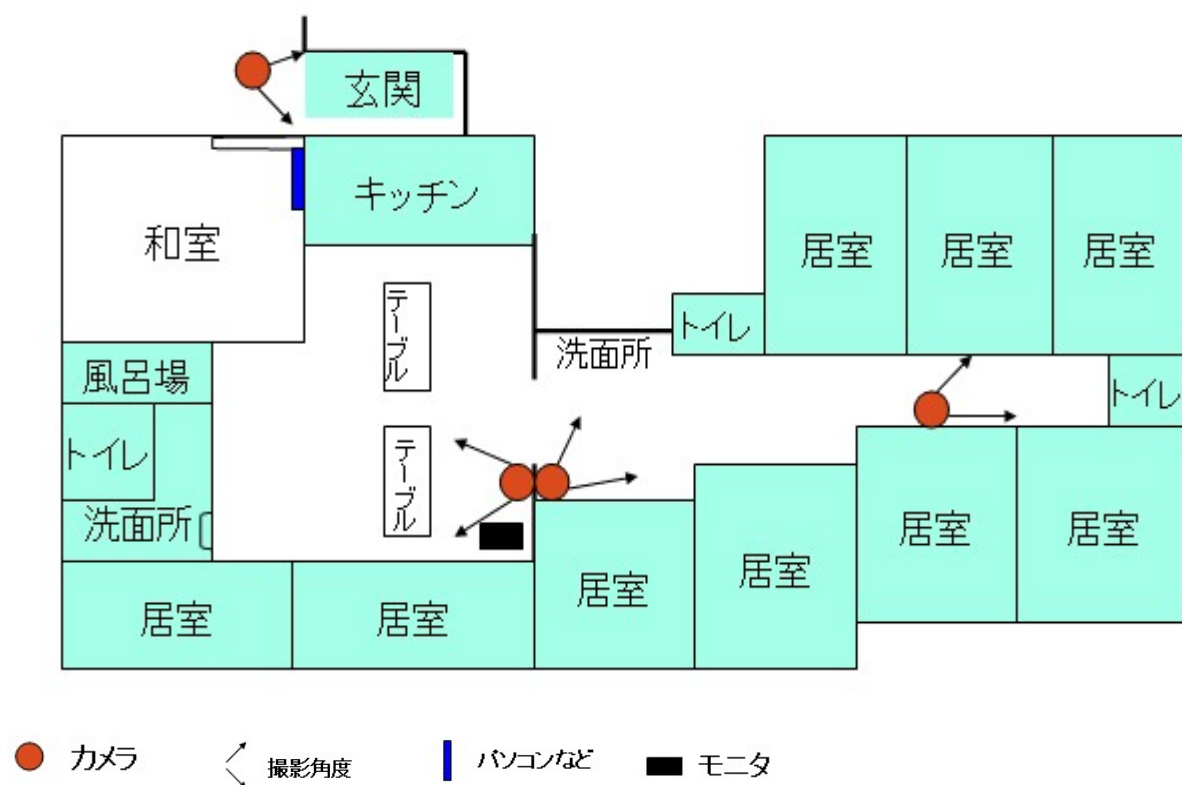 玄関
キッチン
和室
居室
居室
居室
テーブル
トイレ
洗面所
風呂場
トイレ
トイレ
テーブル
洗面所
居室
居室
居室
居室
居室
居室
カメラ
撮影角度
パソコンなど
モニタ